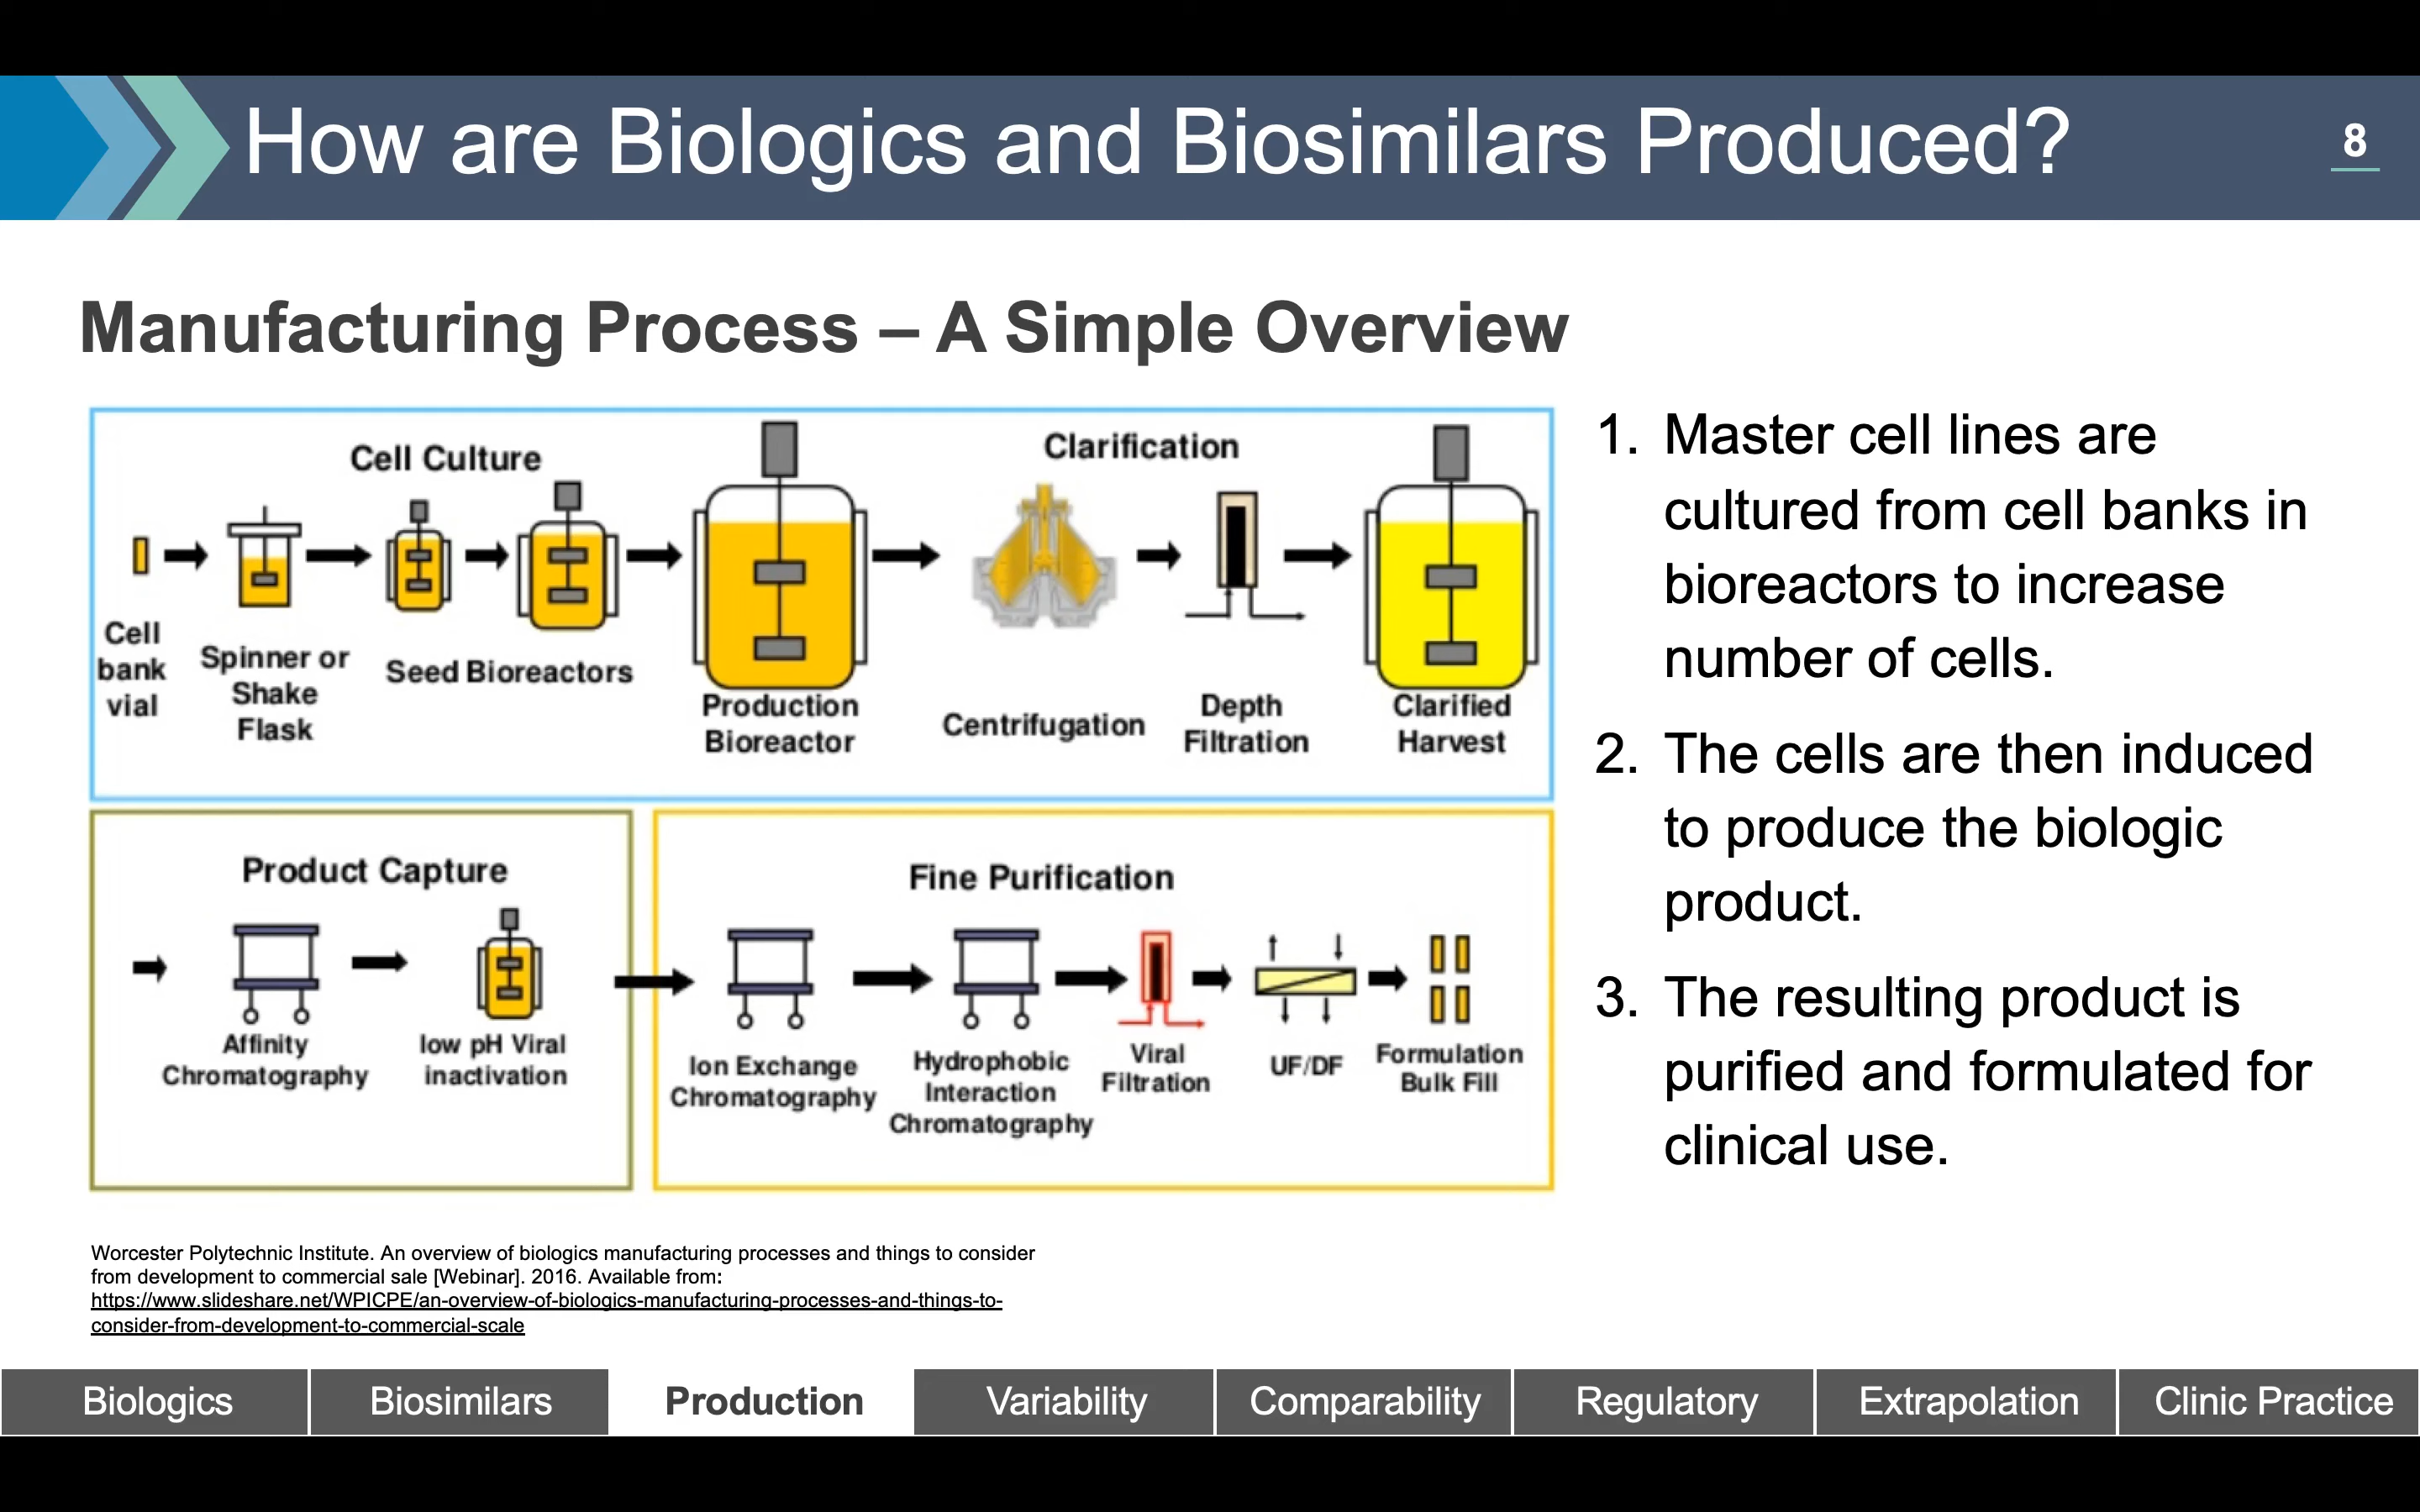 How are Biologics and Biosimilars Produced?
8
Manufacturing Process – A Simple Overview
Cell Culture
Clarification
Cell
bank
vial
Spinner or
Shake
Flask
Seed Bioreactors
Production
Bioreactor
Centrifugation
Depth
Filtration
Clarified
Harvest
Product Capture
Affinity
Chromatography
low pH Viral
inactivation
Fine Purification
Ion Exchange
Chromatography
Hydrophobic
Interaction
Chromatography
Viral
Filtration
UF/DF
Formulation
Bulk Fill
1. Master cell lines are
cultured from cell banks in
bioreactors to increase
number of cells.
2. The cells are then induced
to produce the biologic
product.
3. The resulting product is
purified and formulated for
clinical use.
Worcester Polytechnic Institute. An overview of biologics manufacturing processes and things to consider
from development to commercial sale [Webinar]. 2016. Available from:
https://www.slideshare.net/WPICPE/an-overview-of-biologics-manufacturing-processes-and-things-to-
consider-from-development-to-commercial-scale
Biologics
Biosimilars
Production
Variability
Comparability
Regulatory
Extrapolation
Clinic Practice